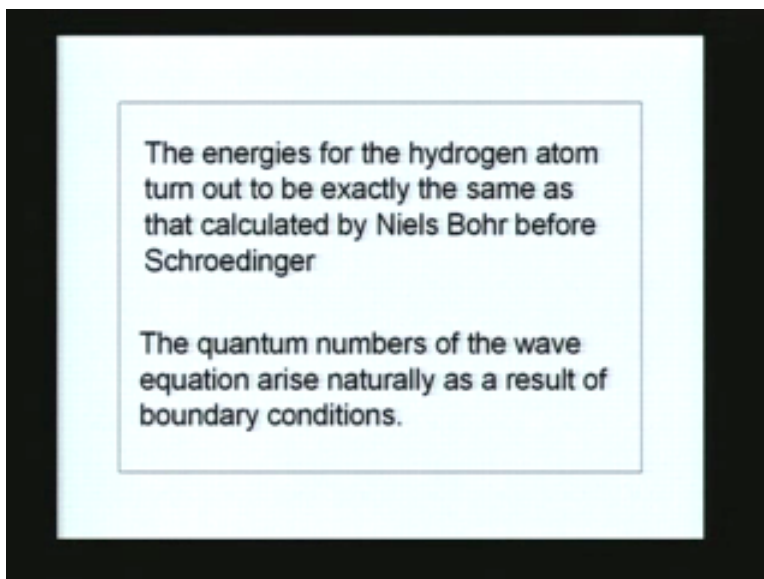 The energies for the hydrogen atom
turn out to be exactly the same as
that calculated by Niels Bohr before
Schroedinger
The quantum numbers of the wave
equation arise naturally as a result of
boundary conditions.